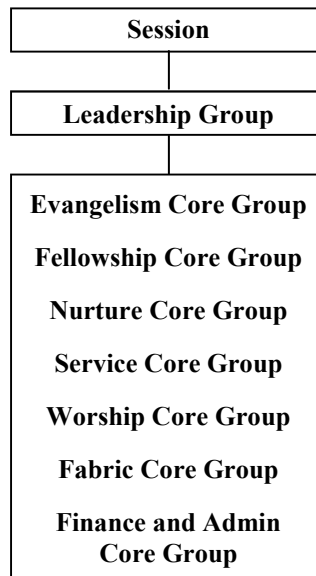 Session
Leadership Group
Evangelism Core Group
Fellowship Core Group
Nurture Core Group
Service Core Group
Worship Core Group
Fabric Core Group
Finance and Admin
Core Group